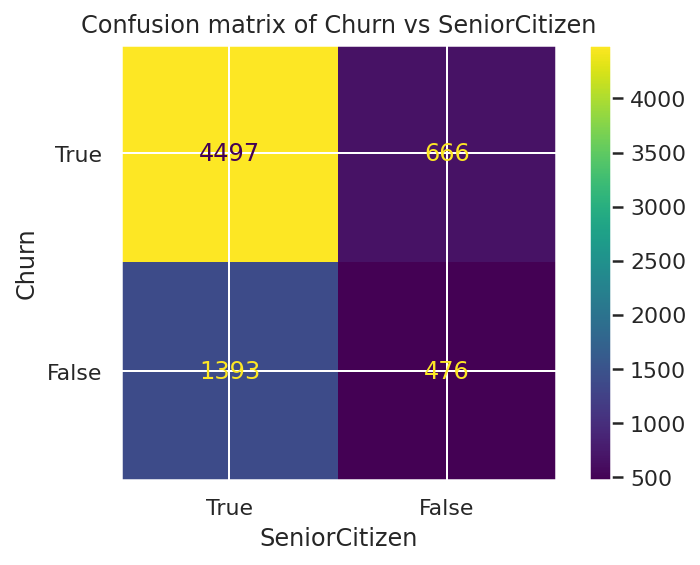 Confusion matrix of Churn vs SeniorCitizen
True
4497
666
4000
3500
3000
Churn
2500
2000
False
1393
476
1500
1000
500
True
False
SeniorCitizen